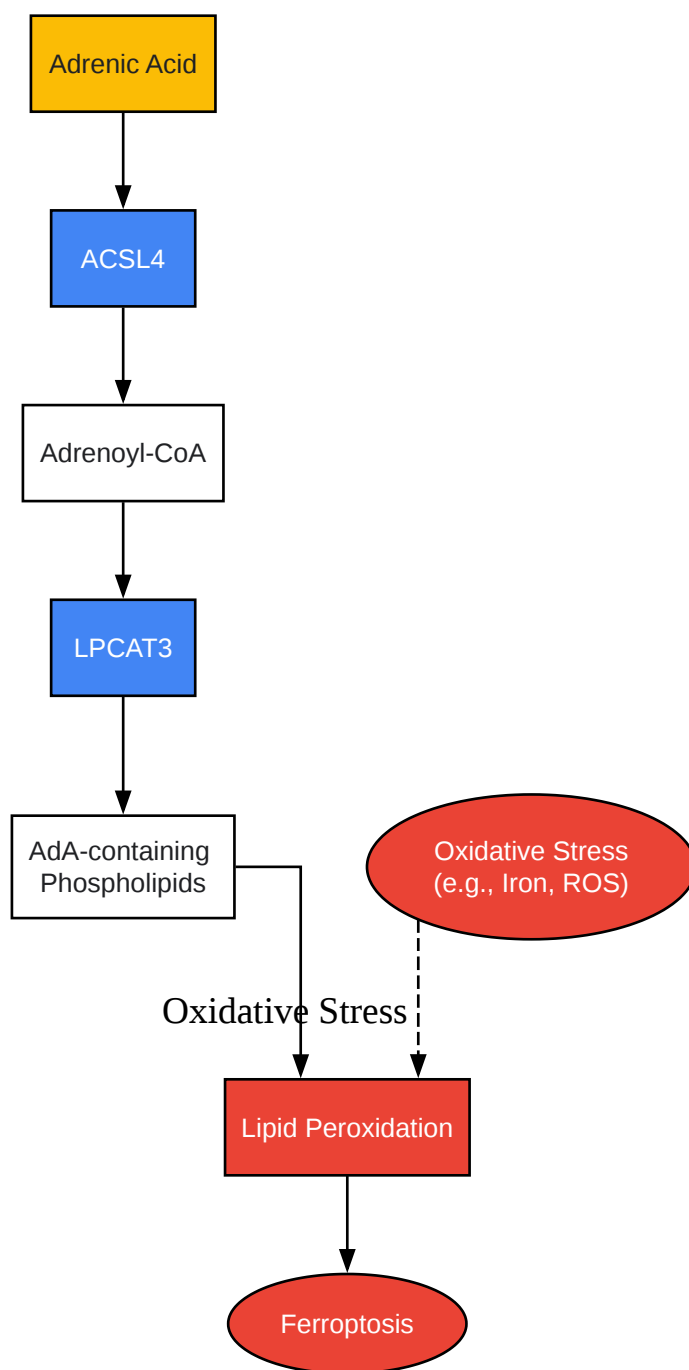 Adrenic Acid
ACSL4
Adrenoyl-CoA
LPCAT3
AdA-containing
Phospholipids
Oxidative Stress
(e.g., Iron, ROS)
Oxidative Stress
Lipid Peroxidation
Ferroptosis